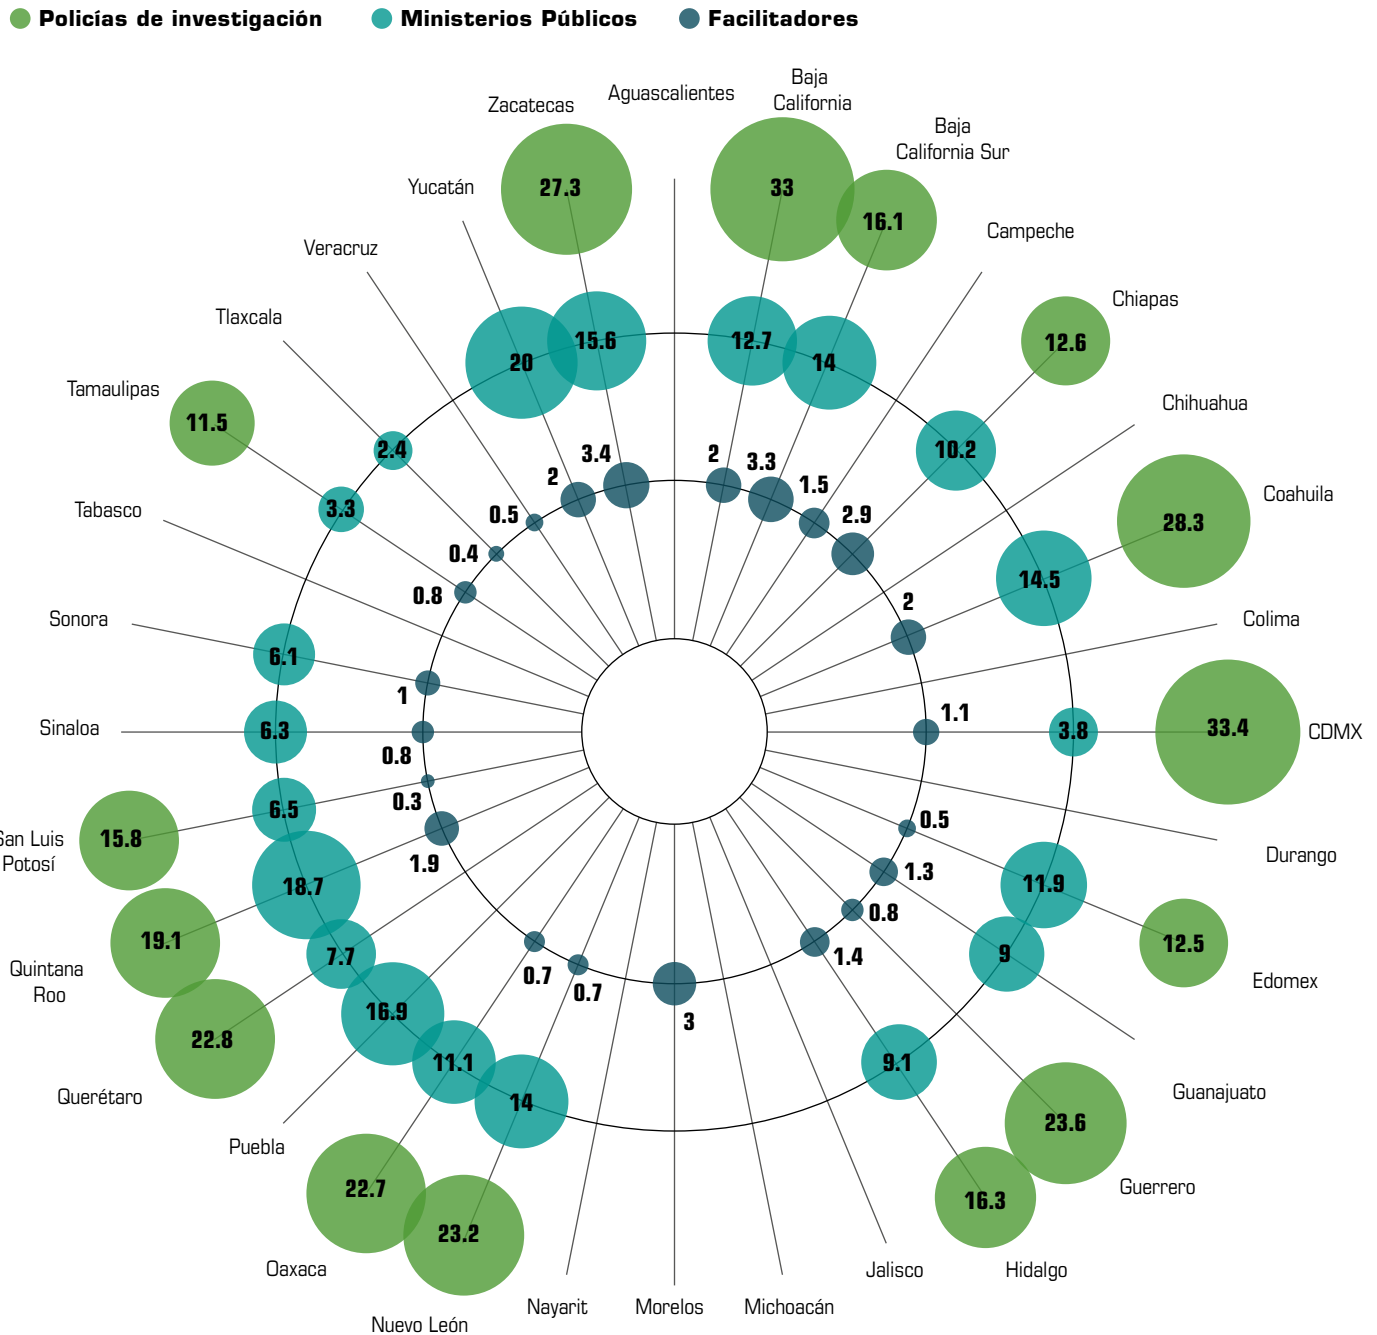 Policías de investigación
Ministerios Públicos
Facilitadores
Aguascalientes
Baja
California
33
12.7
2
Baja
California Sur
16.1
14
3.3
Campeche
1.5
Chiapas
12.6
10.2
2.9
Chihuahua
Coahuila
28.3
14.5
2
Colima
CDMX
33.4
3.8
1.1
Durango
Edomex
12.5
11.9
0.5
Guanajuato
9
1.3
Guerrero
23.6
0.8
Hidalgo
16.3
9.1
1.4
Jalisco
Michoacán
Morelos
3
Nayarit
Nuevo León
23.2
14
0.7
Oaxaca
22.7
11.1
0.7
Puebla
16.9
Querétaro
22.8
7.7
Quintana
Roo
19.1
18.7
1.9
San Luis
Potosí
15.8
6.5
0.3
Sinaloa
6.3
0.8
Sonora
6.1
1
Tabasco
Tamaulipas
11.5
3.3
0.8
Tlaxcala
2.4
0.4
Veracruz
0.5
Yucatán
20
2
Zacatecas
27.3
15.6
3.4